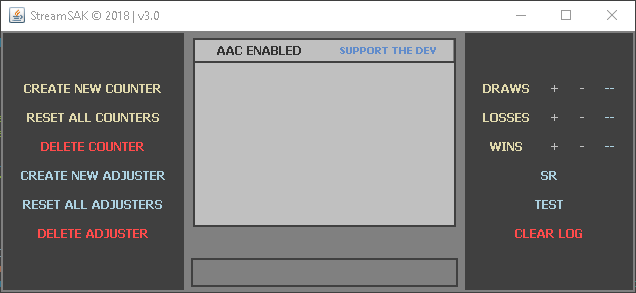 StreamSAK © 2018 | v3.0
AAC ENABLED SUPPORT THE DEV
CREATE NEW COUNTER
RESET ALL COUNTERS
DELETE COUNTER
CREATE NEW ADJUSTER
RESET ALL ADJUSTERS
DELETE ADJUSTER
DRAWS + - --
LOSSES + - --
WINS + - --
SR
TEST
CLEAR LOG